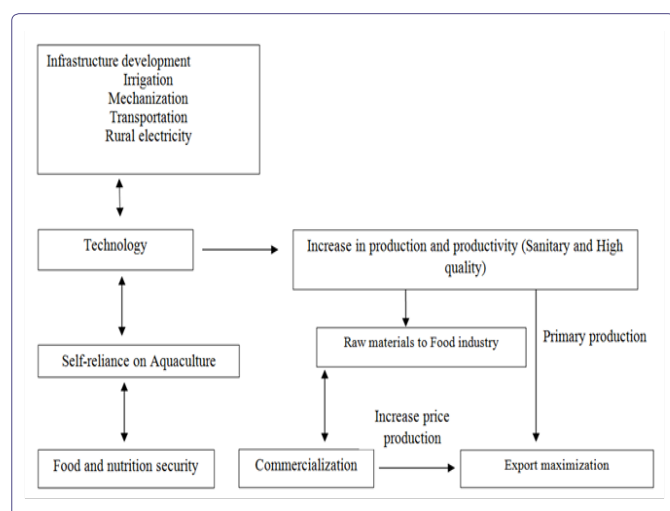 Infrastructure development
Irrigation
Mechanization
Transportation
Rural electricity
Technology
Increase in production and productivity (Sanitary and High
quality)
Raw materials to Food industry
Primary production
Self-reliance on Aquaculture
Increase price
production
Food and nutrition security
Commercialization
Export maximization